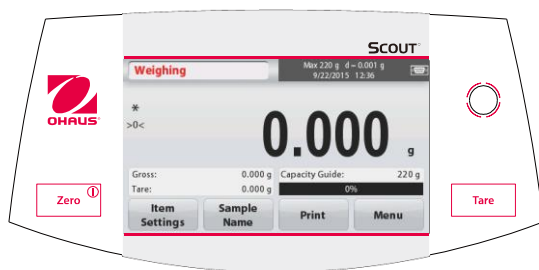 SCOUT
Weighing
Max 220 g d = 0.001 g
9/22/2015 12:36
OHAUS
*
>0<
0.000 g
Gross: 0.000 g
Tare: 0.000 g
Capacity Guide: 220 g
0%
Zero
Tare
Item
Settings
Sample
Name
Print
Menu